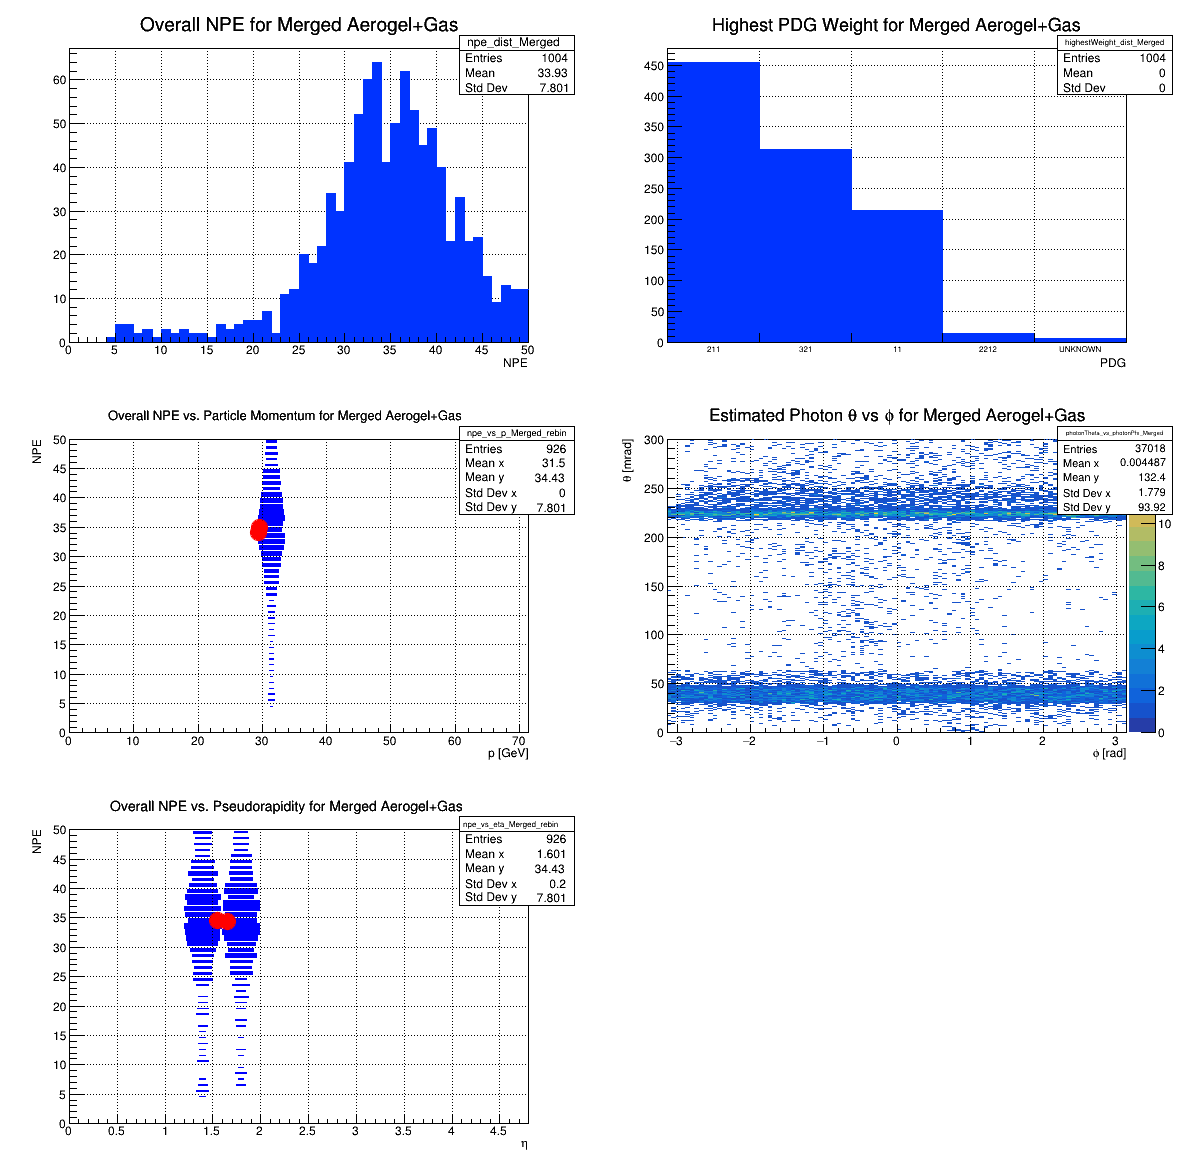 Overall NPE for Merged Aerogel+Gas
npe_dist_Merged
Entries 1004
Mean 33.93
Std Dev 7.801
60
50
40
30
20
10
0
0 5 10 15 20 25 30 35 40 45 50
NPE
Highest PDG Weight for Merged Aerogel+Gas
highestWeight_dist_Merged
Entries 1004
Mean 0
Std Dev 0
450
400
350
300
250
200
150
100
50
0
211 321 11 2212 UNKNOWN
PDG
Overall NPE vs. Particle Momentum for Merged Aerogel+Gas
npe_vs_p_Merged_rebin
Entries 926
Mean x 31.5
Mean y 34.43
Std Dev x 0
Std Dev y 7.801
NPE
50
45
40
35
30
25
20
15
10
5
0
0 10 20 30 40 50 60 70
p [GeV]
Estimated Photon θ vs ϕ for Merged Aerogel+Gas
photonTheta_vs_photonPhi_Merged
Entries 37018
Mean x 0.004487
Mean y 132.4
Std Dev x 1.779
Std Dev y 93.92
θ [mrad]
300
250
200
150
100
50
0
−3 −2 −1 0 1 2 3
ϕ [rad]
10
8
6
4
2
0
Overall NPE vs. Pseudorapidity for Merged Aerogel+Gas
npe_vs_eta_Merged_rebin
Entries 926
Mean x 1.601
Mean y 34.43
Std Dev x 0.2
Std Dev y 7.801
NPE
50
45
40
35
30
25
20
15
10
5
0
0 0.5 1 1.5 2 2.5 3 3.5 4 4.5
η